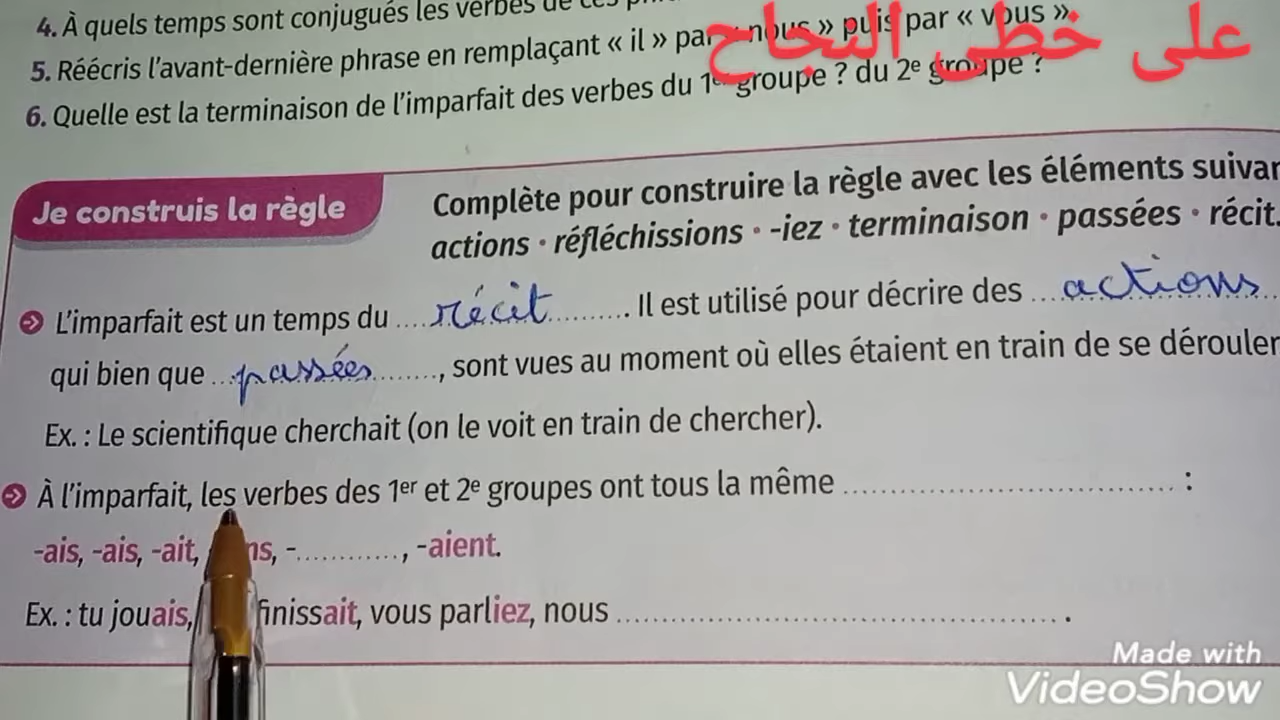 4. À quels temps sont conjugués les verbes de ces
5. Réécris l'avant-dernière phrase en remplaçant « il » par « nous » puis par « vous ».
على خطى النجاح
6. Quelle est la terminaison de l'imparfait des verbes du 1er groupe ? du 2e groupe ?
Je construis la règle
Complète pour construire la règle avec les éléments
actions • réfléchissions • -iez • terminaison • passées • récit.
L'imparfait est un temps du ....récit........... . Il est utilisé pour décrire des ...actions..
qui bien que ...passées........, sont vues au moment où elles étaient en train de se dérouler
Ex. : Le scientifique cherchait (on le voit en train de chercher).
À l'imparfait, les verbes des 1er et 2e groupes ont tous la même ........................................ :
-ais, -ais, -ait, -............, -aient.
Ex. : tu jouais, finissait, vous parliez, nous .................................................... .
Made with
VideoShow